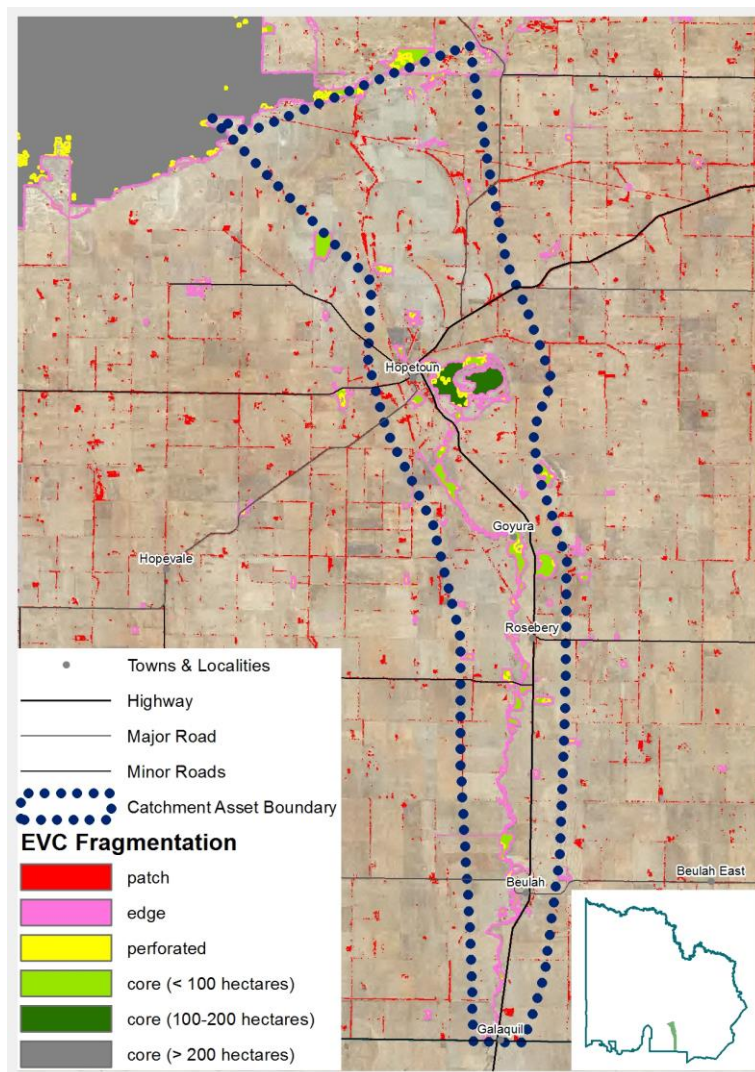 Hopetoun
Goyura
Hopevale
Rosebery
Beulah
Beulah East
Galaquil
Towns & Localities
Highway
Major Road
Minor Roads
Catchment Asset Boundary
EVC Fragmentation
patch
edge
perforated
core (< 100 hectares)
core (100-200 hectares)
core (> 200 hectares)